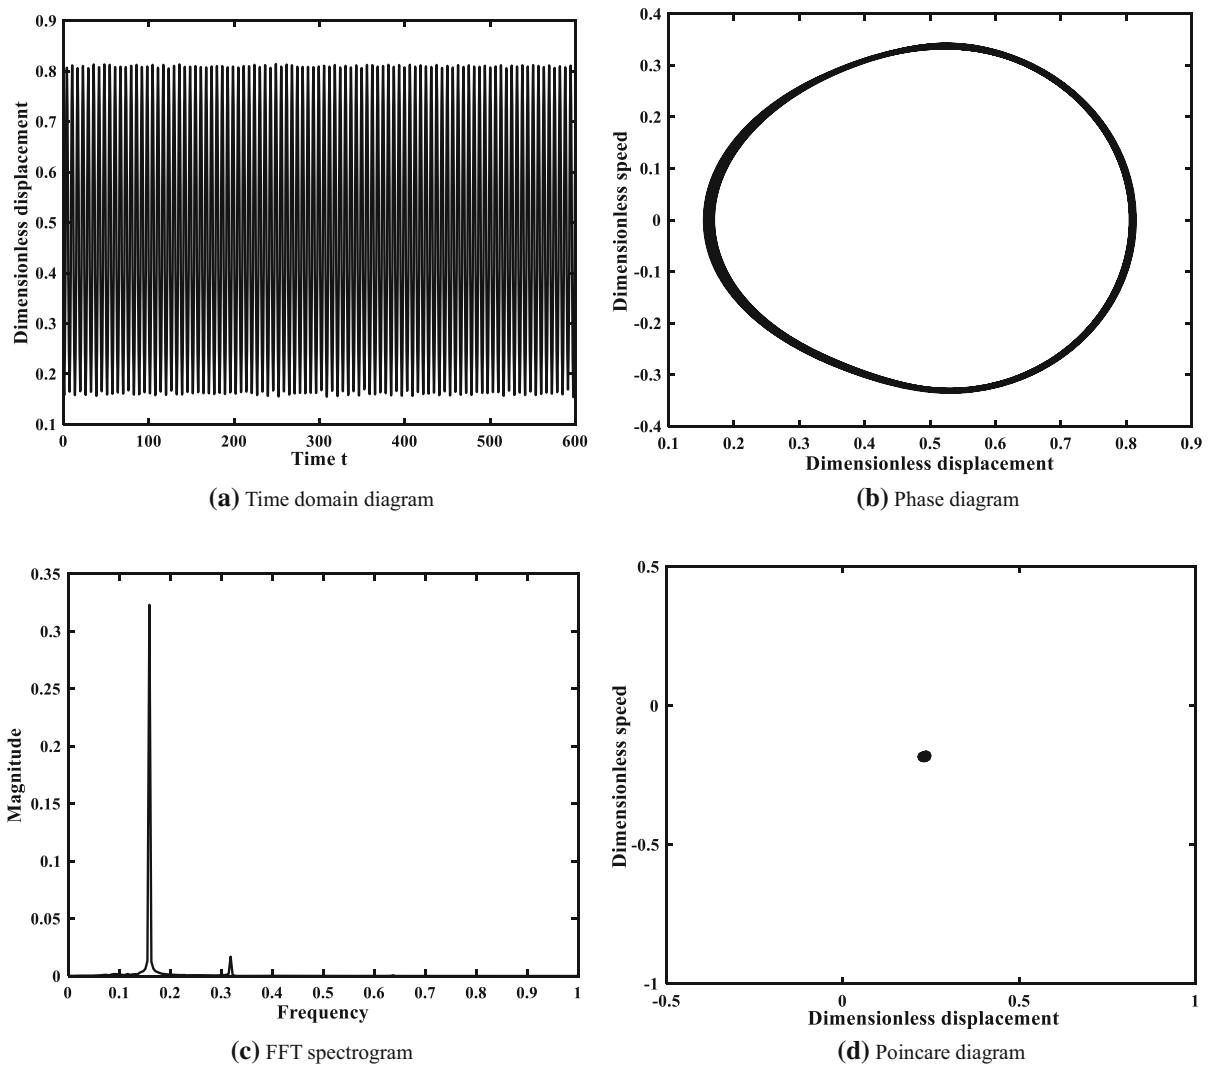 0.9
0.8
0.7
0.6
0.5
0.4
0.3
0.2
0.1
Dimensionless displacement
0 100 200 300 400 500 600
Time t
(a) Time domain diagram
0.4
0.3
0.2
0.1
0
-0.1
-0.2
-0.3
-0.4
Dimensionless speed
0.1 0.2 0.3 0.4 0.5 0.6 0.7 0.8 0.9
Dimensionless displacement
(b) Phase diagram
0.35
0.3
0.25
0.2
0.15
0.1
0.05
0
Magnitude
0 0.1 0.2 0.3 0.4 0.5 0.6 0.7 0.8 0.9 1
Frequency
(c) FFT spectrogram
0.5
0
-0.5
-1
Dimensionless speed
-0.5 0 0.5 1
Dimensionless displacement
(d) Poincare diagram